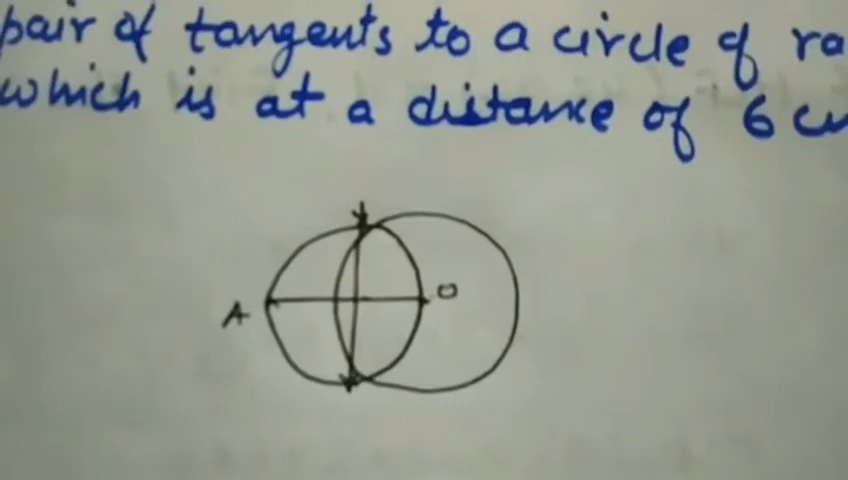 pair of tangents to a circle of
which is at a distance of 6
A
O